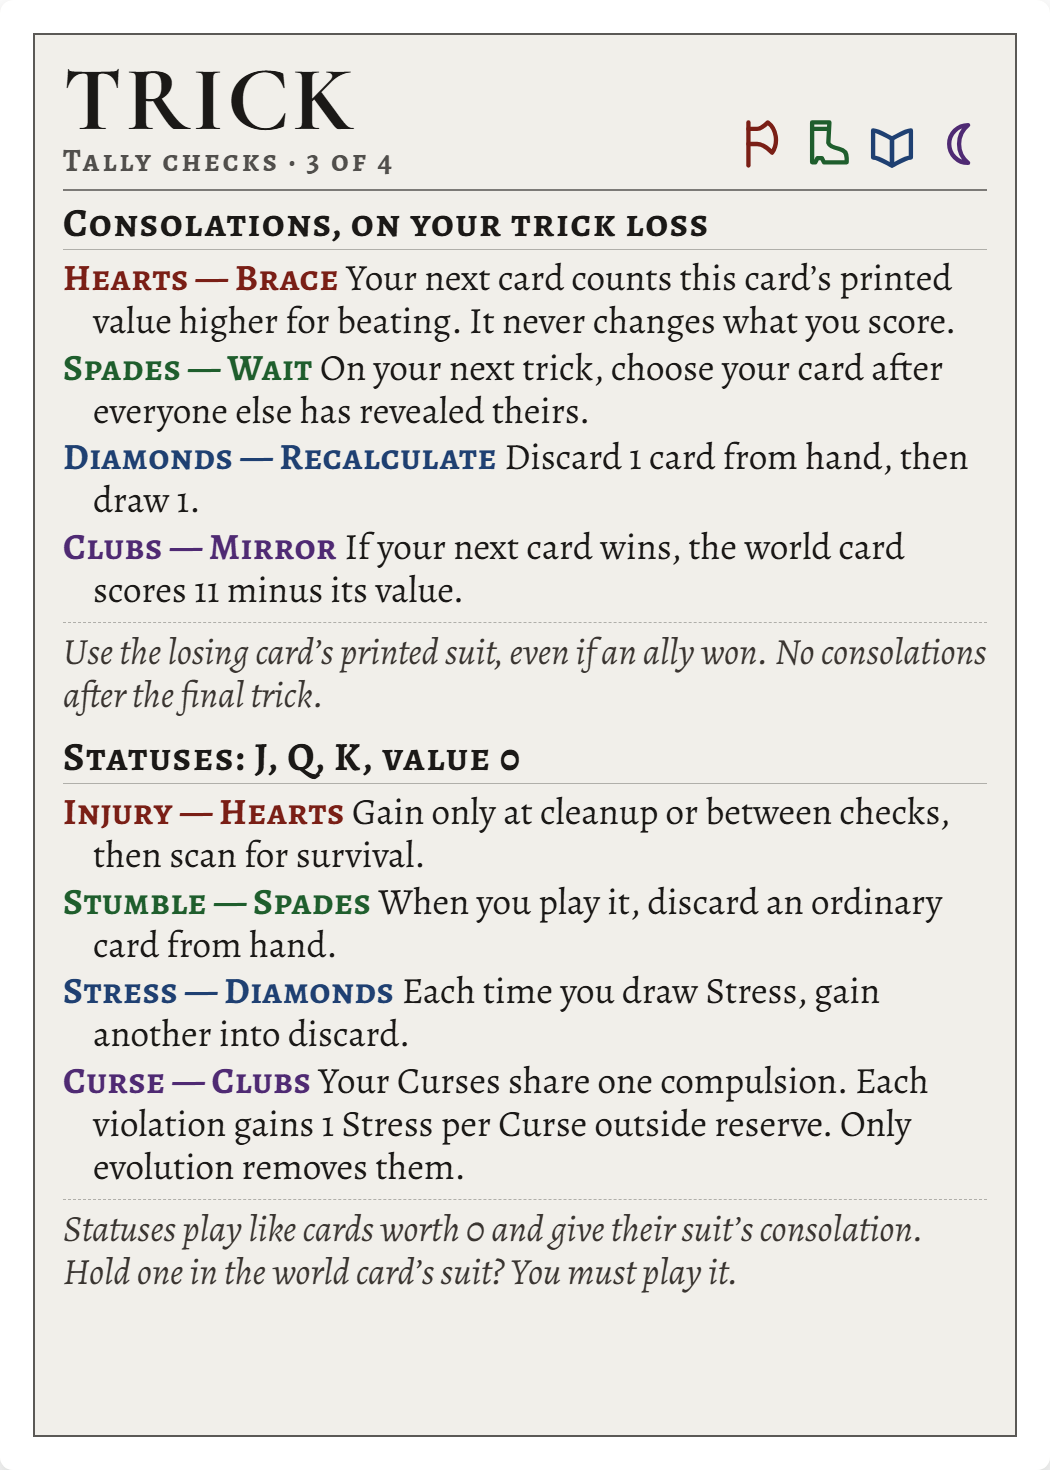 TRICK
TALLY CHECKS · 3 OF 4
CONSOLATIONS, ON YOUR TRICK LOSS
HEARTS — BRACE Your next card counts this card’s printed
value higher for beating. It never changes what you score.
SPADES — WAIT On your next trick, choose your card after
everyone else has revealed theirs.
DIAMONDS — RECALCULATE Discard 1 card from hand, then
draw 1.
CLUBS — MIRROR If your next card wins, the world card
scores 11 minus its value.
Use the losing card’s printed suit, even if an ally won. No consolations
after the final trick.
STATUSES: J, Q, K, VALUE 0
INJURY — HEARTS Gain only at cleanup or between checks,
then scan for survival.
STUMBLE — SPADES When you play it, discard an ordinary
card from hand.
STRESS — DIAMONDS Each time you draw Stress, gain
another into discard.
CURSE — CLUBS Your Curses share one compulsion. Each
violation gains 1 Stress per Curse outside reserve. Only
evolution removes them.
Statuses play like cards worth 0 and give their suit’s consolation.
Hold one in the world card’s suit? You must play it.